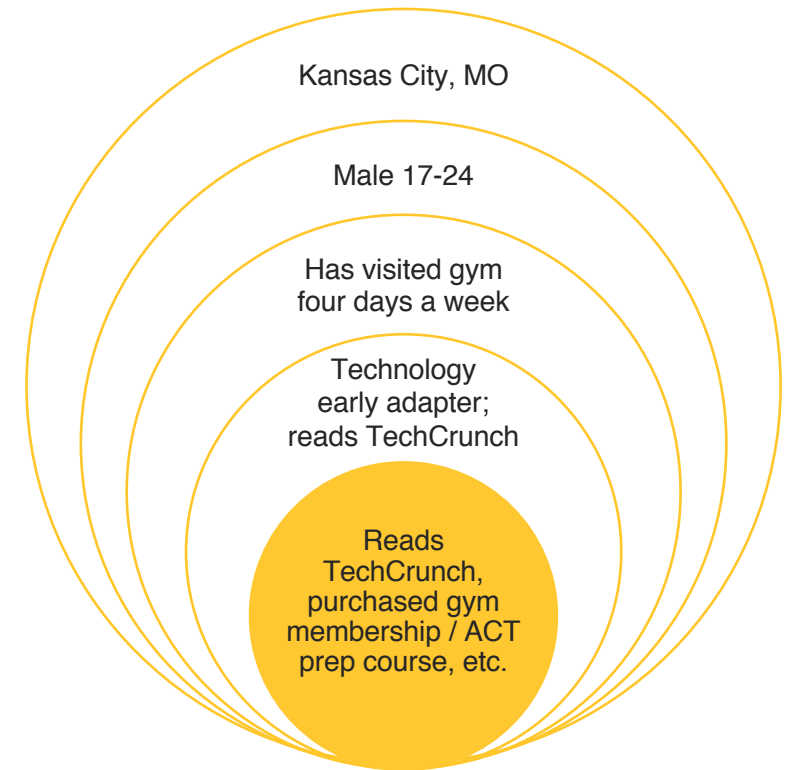 Kansas City, MO
Male 17-24
Has visited gym
four days a week
Technology
early adapter;
reads TechCrunch
Reads
TechCrunch,
purchased gym
membership / ACT
prep course, etc.